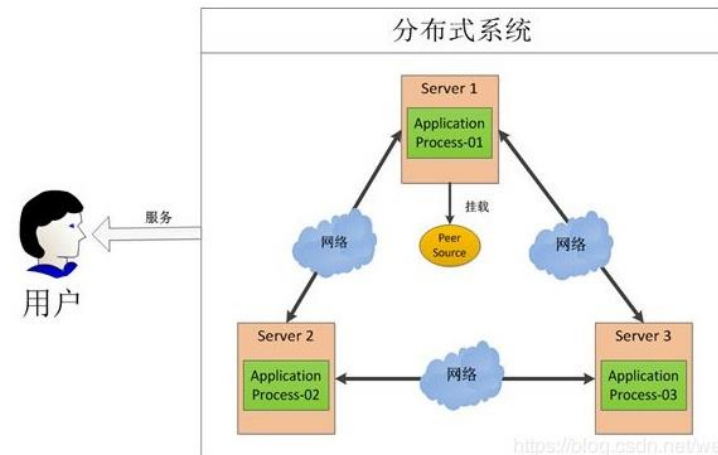 分布式系统
Server 1
Application
Process-01
服务
挂载
网络
Peer
Source
网络
用户
Server 2
Server 3
Application
Process-02
网络
Application
Process-03
https://blog.csdn.net/we